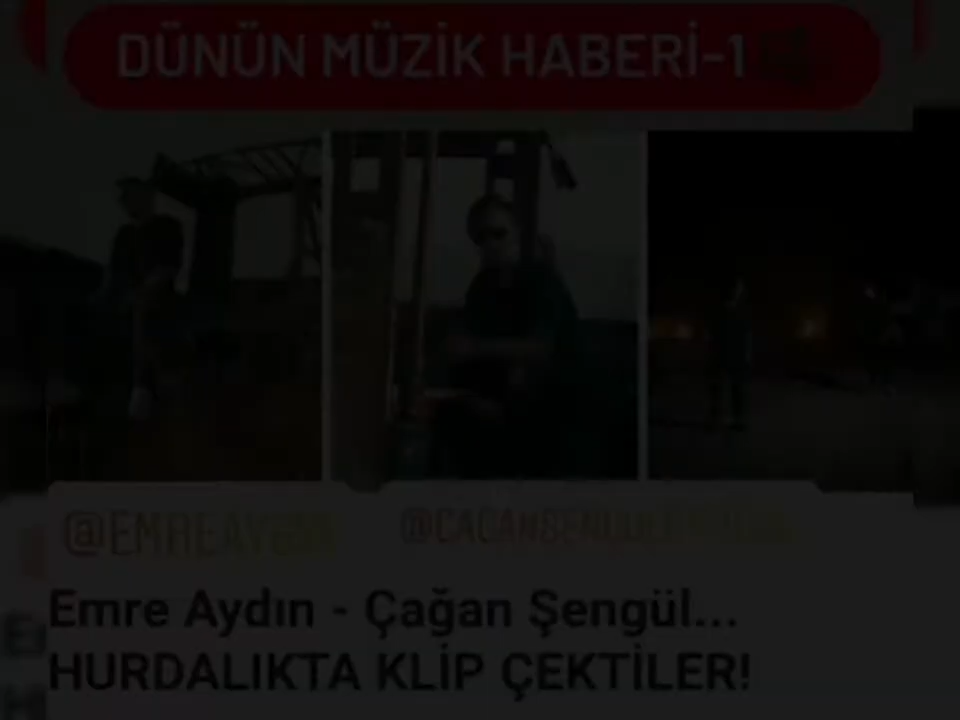 DÜNÜN MÜZİK HABERİ-1
@EMREAYDIN
Emre Aydın - Çağan Şengül...
HURDALIKTA KLİP ÇEKTİLER!